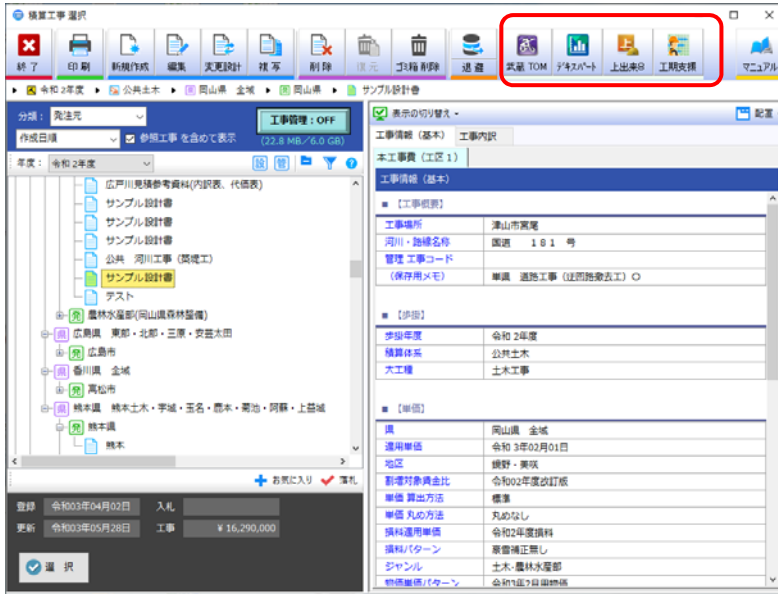 積算工事 選択
終 了
印 刷
新規作成
編集
変更設計
複 写
削 除
復 元
ゴミ箱 削除
退 避
武蔵 TOM
デキスパート
上出来8
工期支援
マニュアル
令和 2年度
公共土木
岡山県 全域
岡山県
サンプル設計書
分類：
発注元
工事管理：OFF
作成日順
参照工事 を含めて表示
(22.8 MB／6.0 GB)
年度：
令和 2年度
設
管
広戸川見積参考資料(内訳表、代価表)
サンプル設計書
サンプル設計書
サンプル設計書
公共 河川工事（築堤工）
サンプル設計書
テスト
発 農林水産部(岡山県森林整備)
県 広島県 東部・北部・三原・安芸太田
発 広島市
県 香川県 全域
発 高松市
県 熊本県 熊本土木・宇城・玉名・鹿本・菊池・阿蘇・上益城
発 熊本県
熊本
お気に入り
落札
登録
令和03年04月02日
入札
更新
令和03年05月28日
工事
¥ 16,290,000
選 択
表示の切り替え
配置
工事情報（基本）
工事内訳
本工事費（工区１）
工事情報（基本）
■ 【工事概要】
工事場所 津山市宮尾
河川・路線名称 国道 １８１ 号
管理 工事コード
（保存用メモ） 単県 道路工事（迂回路撤去工）○
■ 【歩掛】
歩掛年度 令和 2年度
積算体系 公共土木
大工種 土木工事
■ 【単価】
県 岡山県 全域
適用単価 令和 3年02月01日
地区 鏡野・美咲
割増対象賃金比 令和02年度改訂版
単価 算出方法 標準
単価 丸め方法 丸めなし
損料適用単価 令和2年度損料
損料パターン 豪雪補正無し
ジャンル 土木-農林水産部
物価単価パターン 令和3年2月用物価